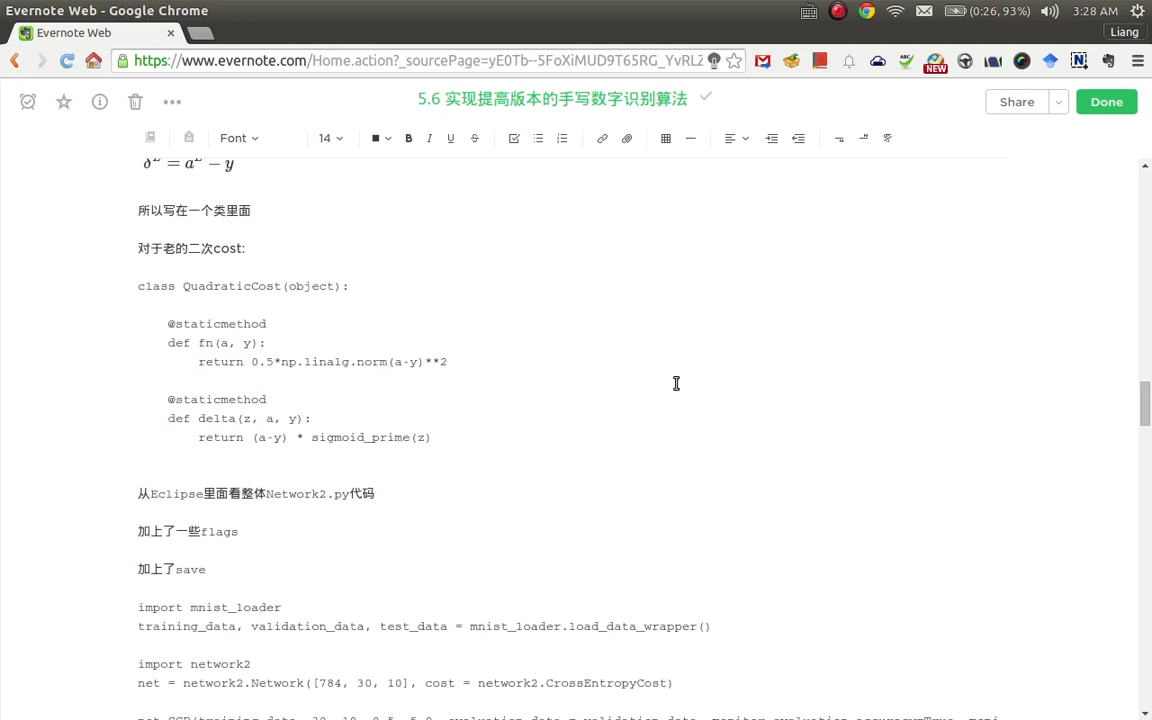 Evernote Web - Google Chrome
(0:26, 93%)
3:28 AM
Evernote Web
Liang
https://www.evernote.com/Home.action?_sourcePage=yE0Tb--5FoXiMUD9T65RG_YvRLZ
NEW
5.6 实现提高版本的手写数字识别算法
Share
Done
Font
14
δ^L = a^L − y
所以写在一个类里面
对于老的二次cost:
class QuadraticCost(object):
@staticmethod
def fn(a, y):
return 0.5*np.linalg.norm(a-y)**2
@staticmethod
def delta(z, a, y):
return (a-y) * sigmoid_prime(z)
从Eclipse里面看整体Network2.py代码
加上了一些flags
加上了save
import mnist_loader
training_data, validation_data, test_data = mnist_loader.load_data_wrapper()
import network2
net = network2.Network([784, 30, 10], cost = network2.CrossEntropyCost)